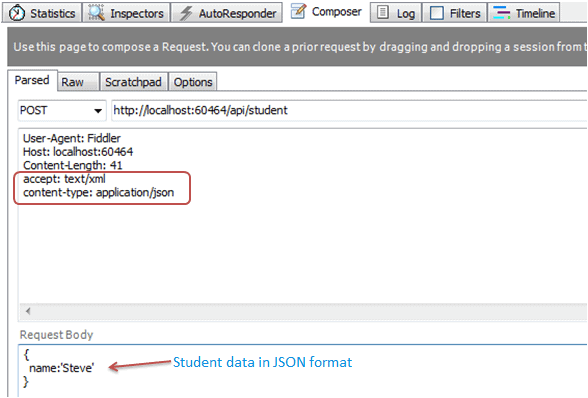 Statistics Inspectors AutoResponder Composer Log Filters Timeline
Use this page to compose a Request. You can clone a prior request by dragging and dropping a session from t
Parsed Raw Scratchpad Options
POST http://localhost:60464/api/student
User-Agent: Fiddler
Host: localhost:60464
Content-Length: 41
accept: text/xml
content-type: application/json
Request Body
{
name:'Steve' Student data in JSON format
}